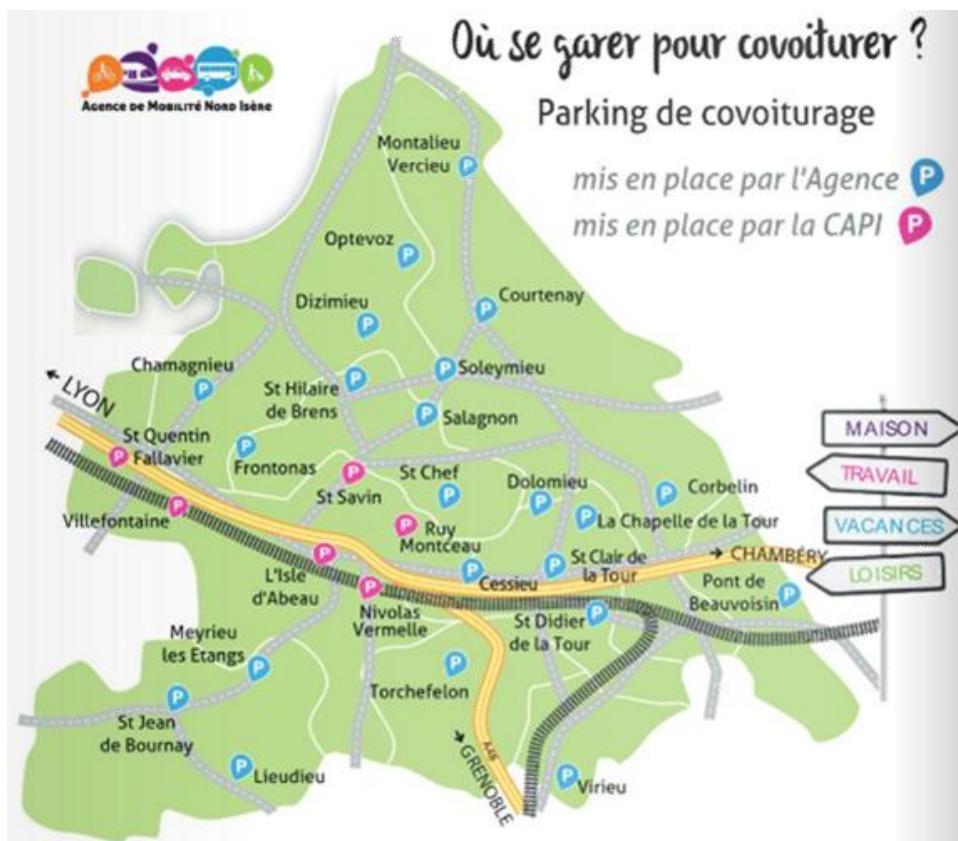 Où se garer pour covoiturer ?
AGENCE DE MOBILITÉ NORD ISÈRE
Parking de covoiturage
mis en place par l'Agence P
mis en place par la CAPI P
Montalieu
Vercieu
Optevoz
Courtenay
Dizimieu
Chamagnieu
Soleymieu
St Hilaire
de Brens
LYON
Salagnon
MAISON
St Quentin
Fallavier
Frontonas
TRAVAIL
St Savin
St Chef
Dolomieu
Corbelin
Villefontaine
Ruy
Montceau
La Chapelle de la Tour
VACANCES
CHAMBÉRY
L'Isle
d'Abeau
Cessieu
St Clair de
la Tour
LOISIRS
Pont de
Beauvoisin
Nivolas
Vermelle
St Didier
de la Tour
Meyrieu
les Etangs
Torchefelon
St Jean
de Bournay
A48
GRENOBLE
Lieudieu
Virieu